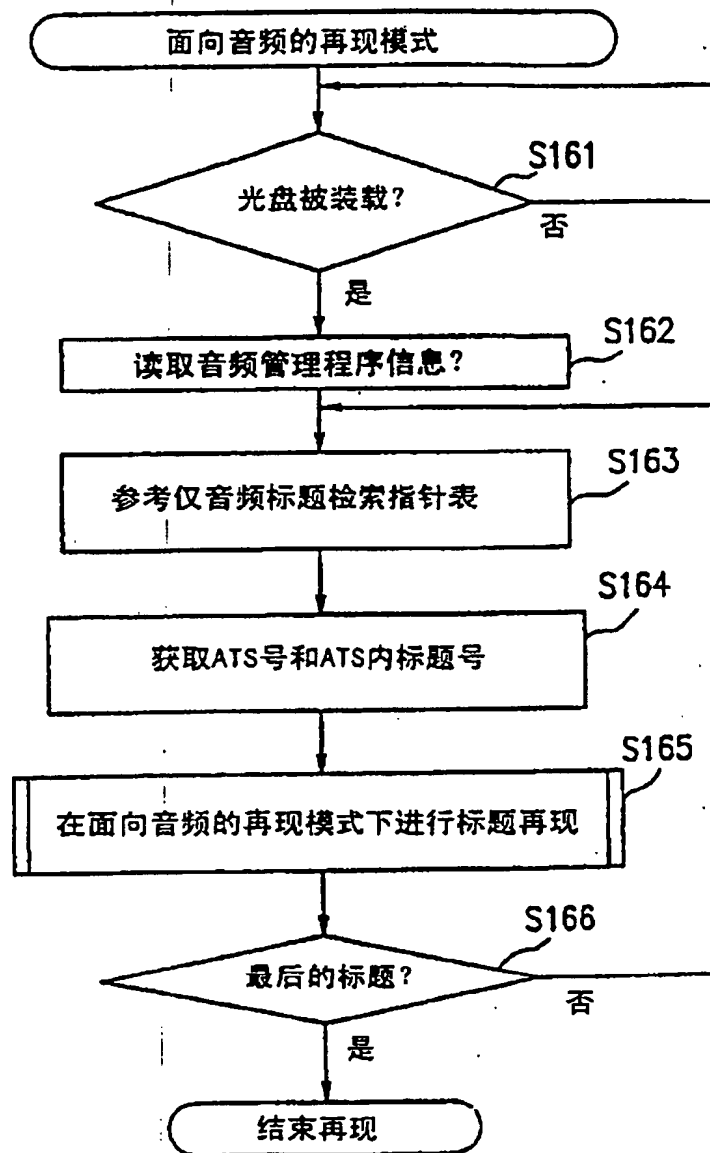 面向音频的再现模式
S161
光盘被装载?
否
是
S162
读取音频管理程序信息?
S163
参考仅音频标题检索指针表
S164
获取ATS号和ATS内标题号
S165
在面向音频的再现模式下进行标题再现
S166
最后的标题?
否
是
结束再现